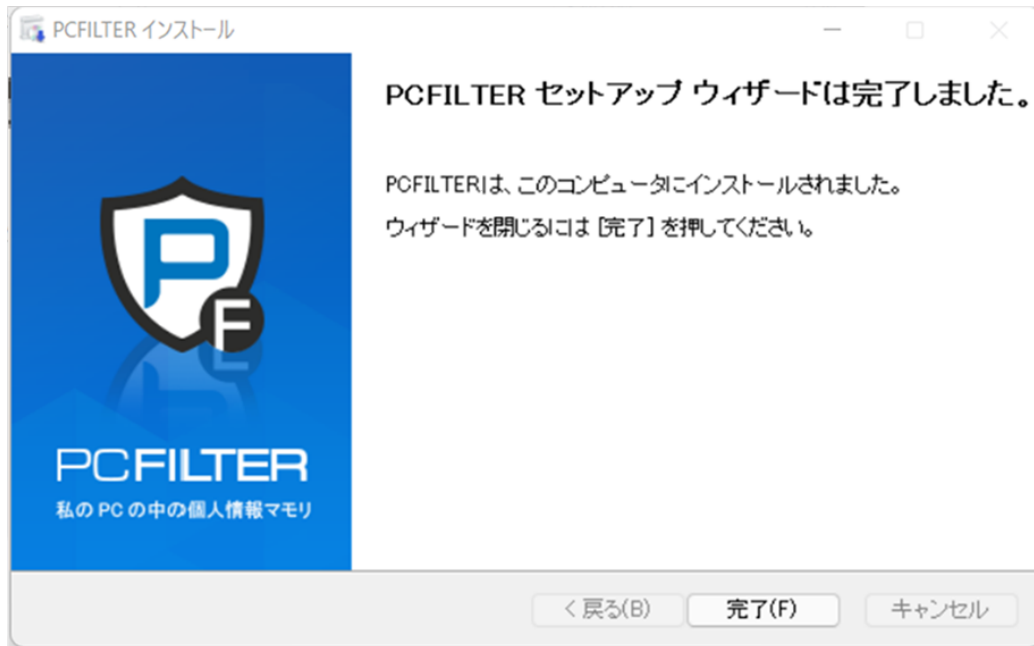 PCFILTER インストール
PCFILTER セットアップ ウィザードは完了しました。
PCFILTERは、このコンピュータにインストールされました。
ウィザードを閉じるには [完了] を押してください。
P
F
PCFILTER
私の PC の中の個人情報マモリ
< 戻る(B)
完了(F)
キャンセル